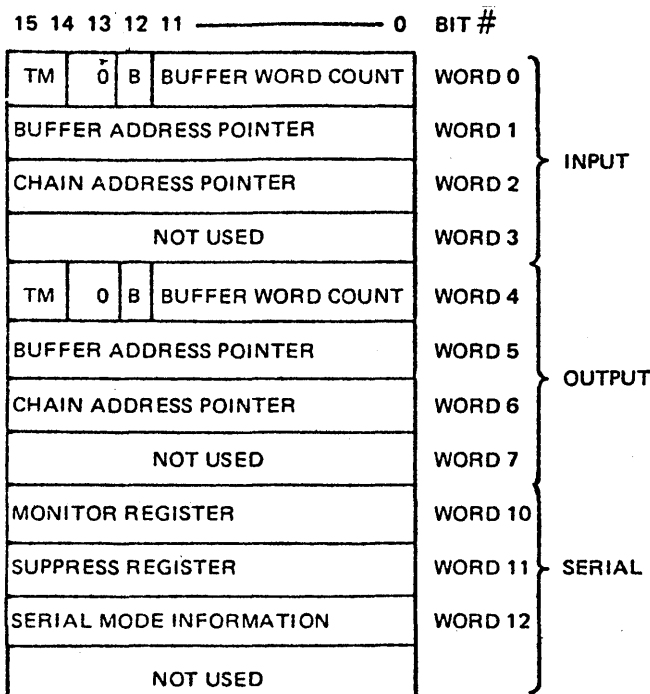 15 14 13 12 11 0 BIT #
TM 0 B BUFFER WORD COUNT WORD 0
BUFFER ADDRESS POINTER WORD 1
INPUT
CHAIN ADDRESS POINTER WORD 2
NOT USED WORD 3
TM 0 B BUFFER WORD COUNT WORD 4
BUFFER ADDRESS POINTER WORD 5
OUTPUT
CHAIN ADDRESS POINTER WORD 6
NOT USED WORD 7
MONITOR REGISTER WORD 10
SUPPRESS REGISTER WORD 11 SERIAL
SERIAL MODE INFORMATION WORD 12
NOT USED